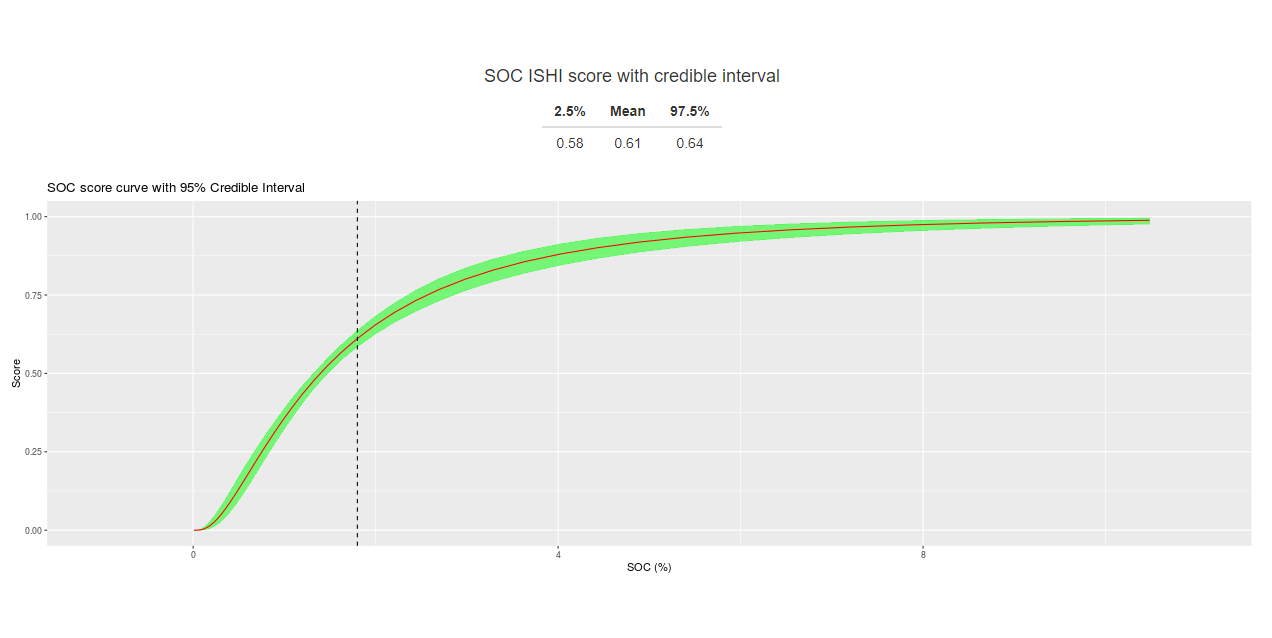 SOC ISHI score with credible interval
2.5% Mean 97.5%
0.58 0.61 0.64
SOC score curve with 95% Credible Interval
1.00
0.75
0.50
0.25
0.00
Score
0 4 8
SOC (%)